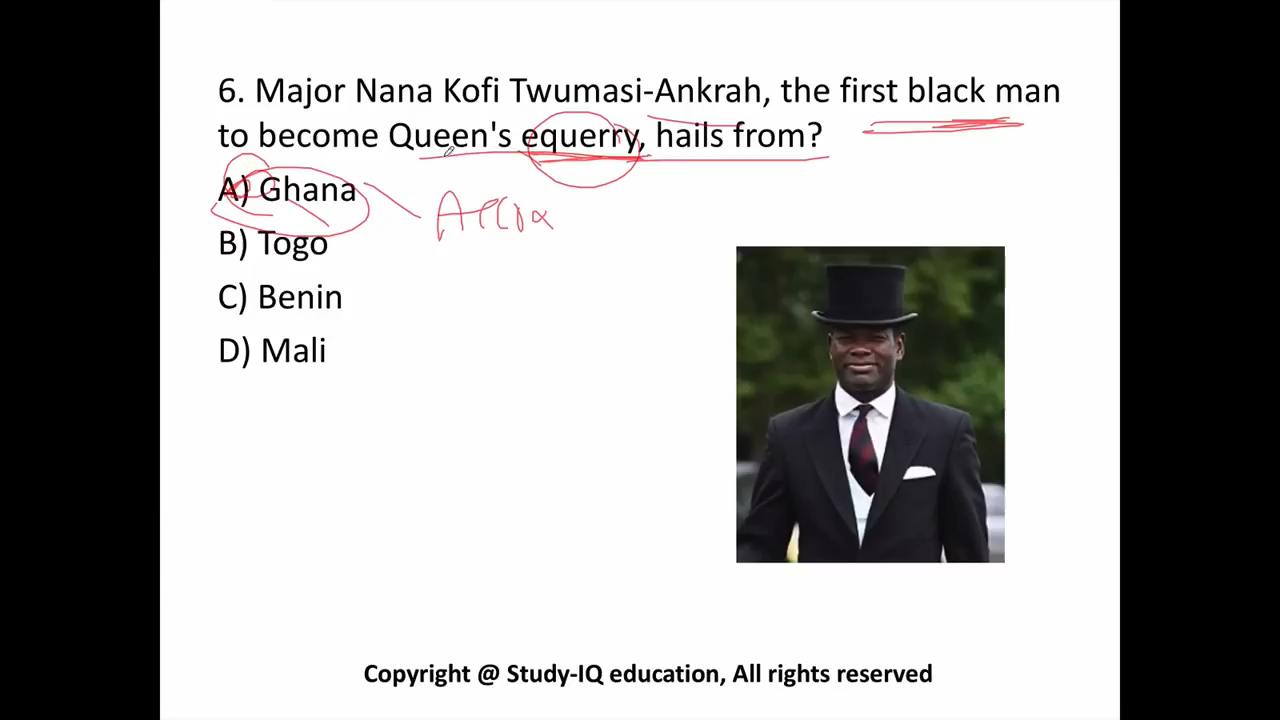 6. Major Nana Kofi Twumasi-Ankrah, the first black man
to become Queen's equerry, hails from?
A) Ghana
Accra
B) Togo
C) Benin
D) Mali
Copyright @ Study-IQ education, All rights reserved